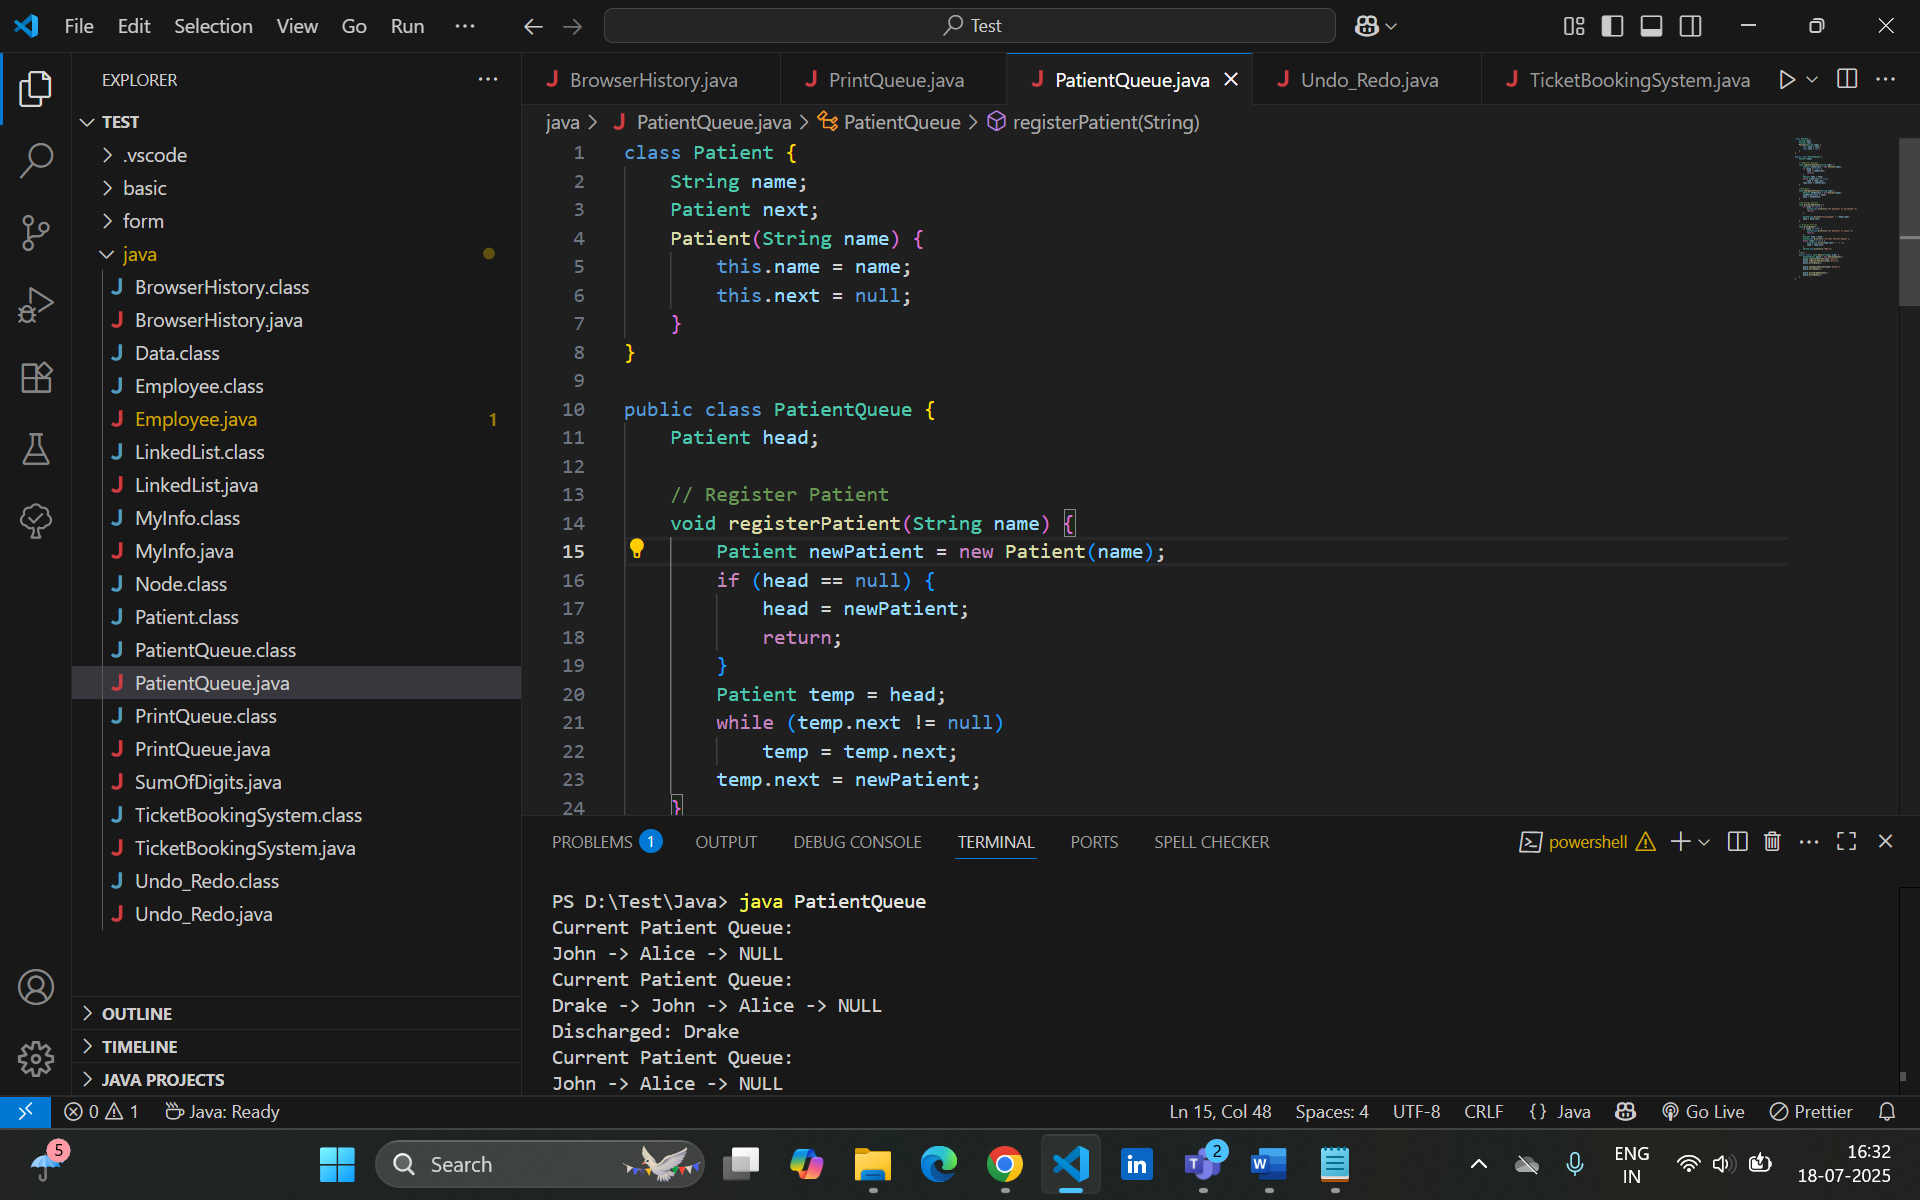 File Edit Selection View Go Run ··· Test
EXPLORER ···
TEST
.vscode
basic
form
java
BrowserHistory.class
BrowserHistory.java
Data.class
Employee.class
Employee.java 1
LinkedList.class
LinkedList.java
MyInfo.class
MyInfo.java
Node.class
Patient.class
PatientQueue.class
PatientQueue.java
PrintQueue.class
PrintQueue.java
SumOfDigits.java
TicketBookingSystem.class
TicketBookingSystem.java
Undo_Redo.class
Undo_Redo.java
OUTLINE
TIMELINE
JAVA PROJECTS
BrowserHistory.java PrintQueue.java PatientQueue.java Undo_Redo.java TicketBookingSystem.java
java > PatientQueue.java > PatientQueue > registerPatient(String)
1 class Patient {
2 String name;
3 Patient next;
4 Patient(String name) {
5 this.name = name;
6 this.next = null;
7 }
8 }
9
10 public class PatientQueue {
11 Patient head;
12
13 // Register Patient
14 void registerPatient(String name) {
15 Patient newPatient = new Patient(name);
16 if (head == null) {
17 head = newPatient;
18 return;
19 }
20 Patient temp = head;
21 while (temp.next != null)
22 temp = temp.next;
23 temp.next = newPatient;
24 }
PROBLEMS 1 OUTPUT DEBUG CONSOLE TERMINAL PORTS SPELL CHECKER powershell
PS D:\Test\Java> java PatientQueue
Current Patient Queue:
John -> Alice -> NULL
Current Patient Queue:
Drake -> John -> Alice -> NULL
Discharged: Drake
Current Patient Queue:
John -> Alice -> NULL
0 1 Java: Ready Ln 15, Col 48 Spaces: 4 UTF-8 CRLF {} Java Go Live Prettier
5 Search 2 ENG 16:32
IN 18-07-2025